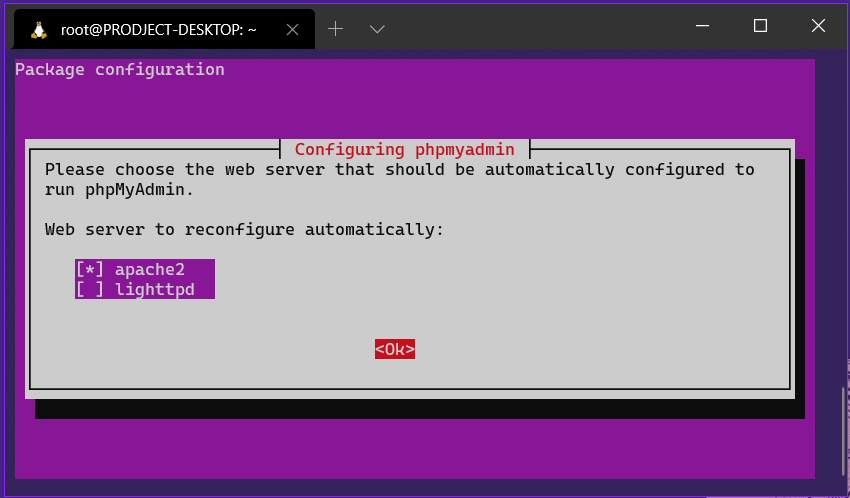 root@PRODJECT-DESKTOP: ~
Package configuration
Configuring phpmyadmin
Please choose the web server that should be automatically configured to
run phpMyAdmin.
Web server to reconfigure automatically:
[*] apache2
[ ] lighttpd
<Ok>